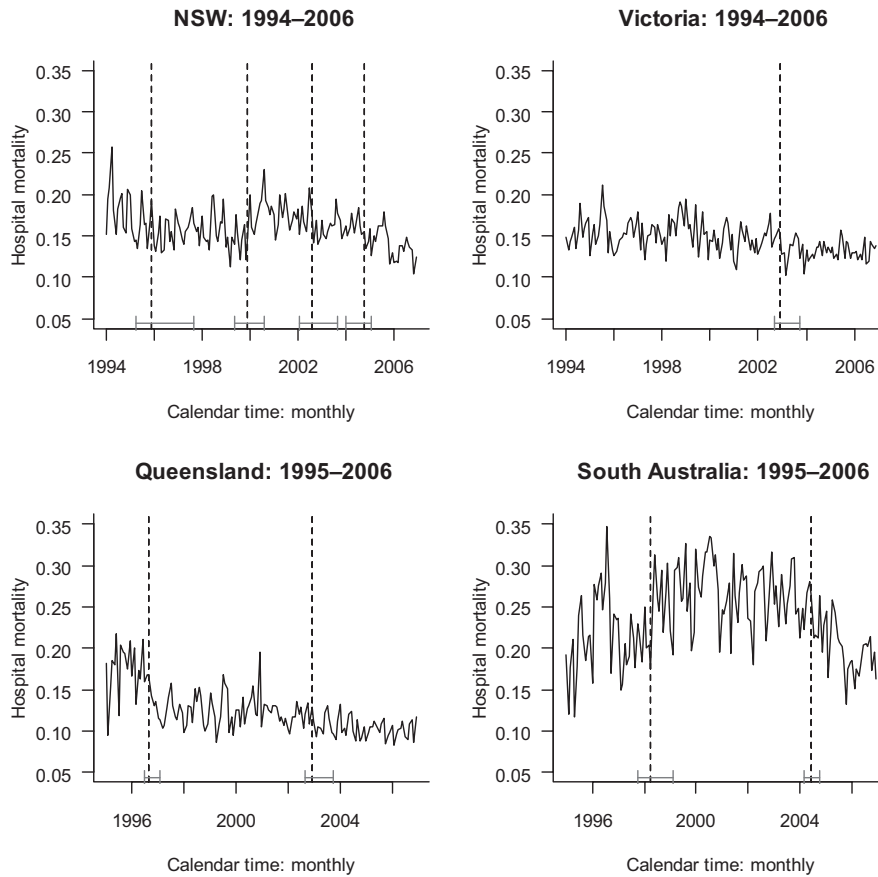 NSW: 1994–2006
Hospital mortality
0.35
0.30
0.25
0.20
0.15
0.10
0.05
1994 1998 2002 2006
Calendar time: monthly
Victoria: 1994–2006
Hospital mortality
0.35
0.30
0.25
0.20
0.15
0.10
0.05
1994 1998 2002 2006
Calendar time: monthly
Queensland: 1995–2006
Hospital mortality
0.35
0.30
0.25
0.20
0.15
0.10
0.05
1996 2000 2004
Calendar time: monthly
South Australia: 1995–2006
Hospital mortality
0.35
0.30
0.25
0.20
0.15
0.10
0.05
1996 2000 2004
Calendar time: monthly